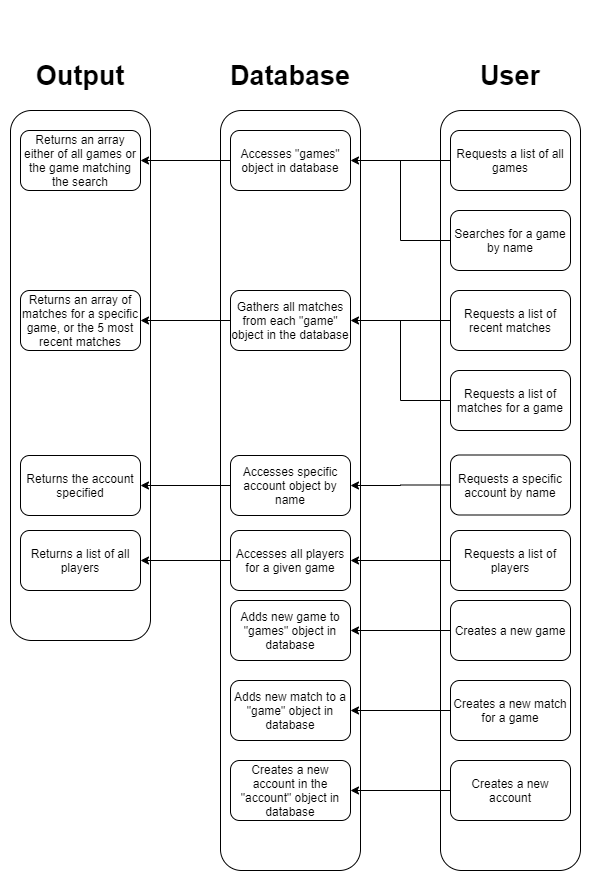 Output
Database
User
Returns an array
either of all games or
the game matching
the search
Accesses "games"
object in database
Requests a list of all
games
Searches for a game
by name
Returns an array of
matches for a specific
game, or the 5 most
recent matches
Gathers all matches
from each "game"
object in the database
Requests a list of
recent matches
Requests a list of
matches for a game
Returns the account
specified
Accesses specific
account object by
name
Requests a specific
account by name
Returns a list of all
players
Accesses all players
for a given game
Requests a list of
players
Adds new game to
"games" object in
database
Creates a new game
Adds new match to a
"game" object in
database
Creates a new match
for a game
Creates a new
account in the
"account" object in
database
Creates a new
account